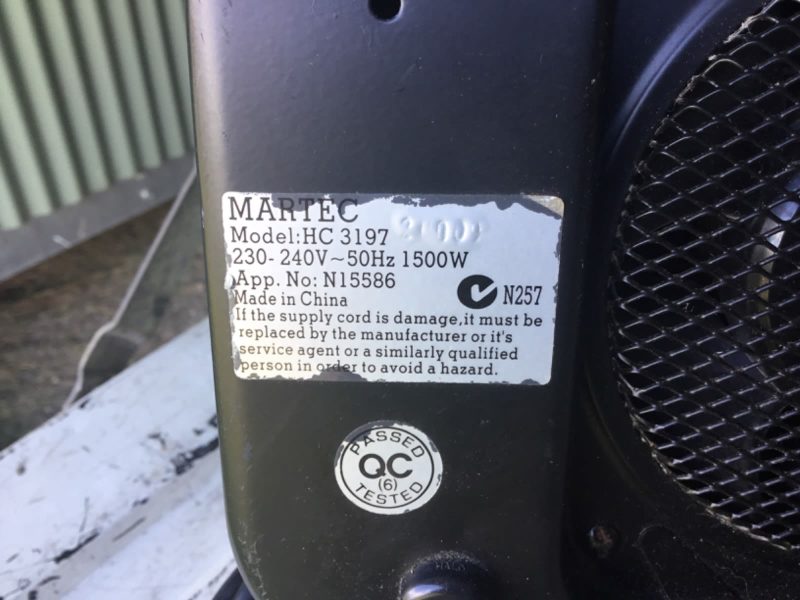 MARTEC
Model:HC 3197
230- 240V~50Hz 1500W
App. No: N15586
Made in China
N257
If the supply cord is damage,it must be
replaced by the manufacturer or it's
service agent or a similarly qualified
person in order to avoid a hazard.
PASSED
QC
(6)
TESTED